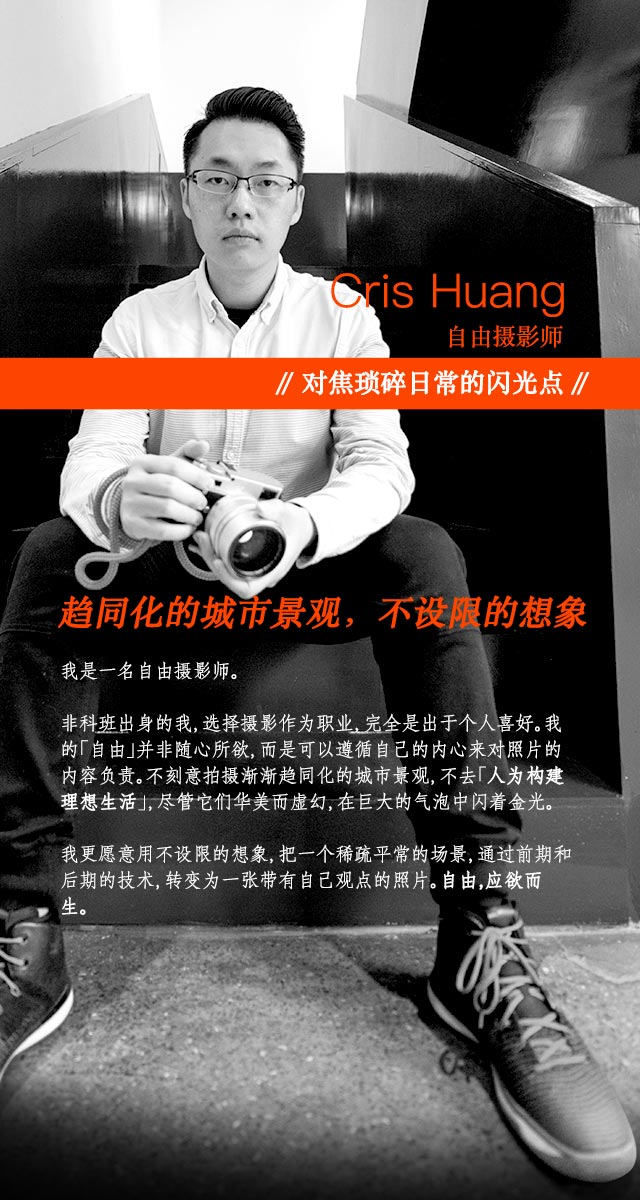 Cris Huang
自由摄影师
// 对焦琐碎日常的闪光点 //
趋同化的城市景观，不设限的想象
我是一名自由摄影师。
非科班出身的我,选择摄影作为职业,完全是出于个人喜好。我
的「自由」并非随心所欲,而是可以遵循自己的内心来对照片的
内容负责。不刻意拍摄渐渐趋同化的城市景观,不去「人为构建
理想生活」,尽管它们华美而虚幻,在巨大的气泡中闪着金光。
我更愿意用不设限的想象,把一个稀疏平常的场景,通过前期和
后期的技术,转变为一张带有自己观点的照片。自由,应欲而
生。